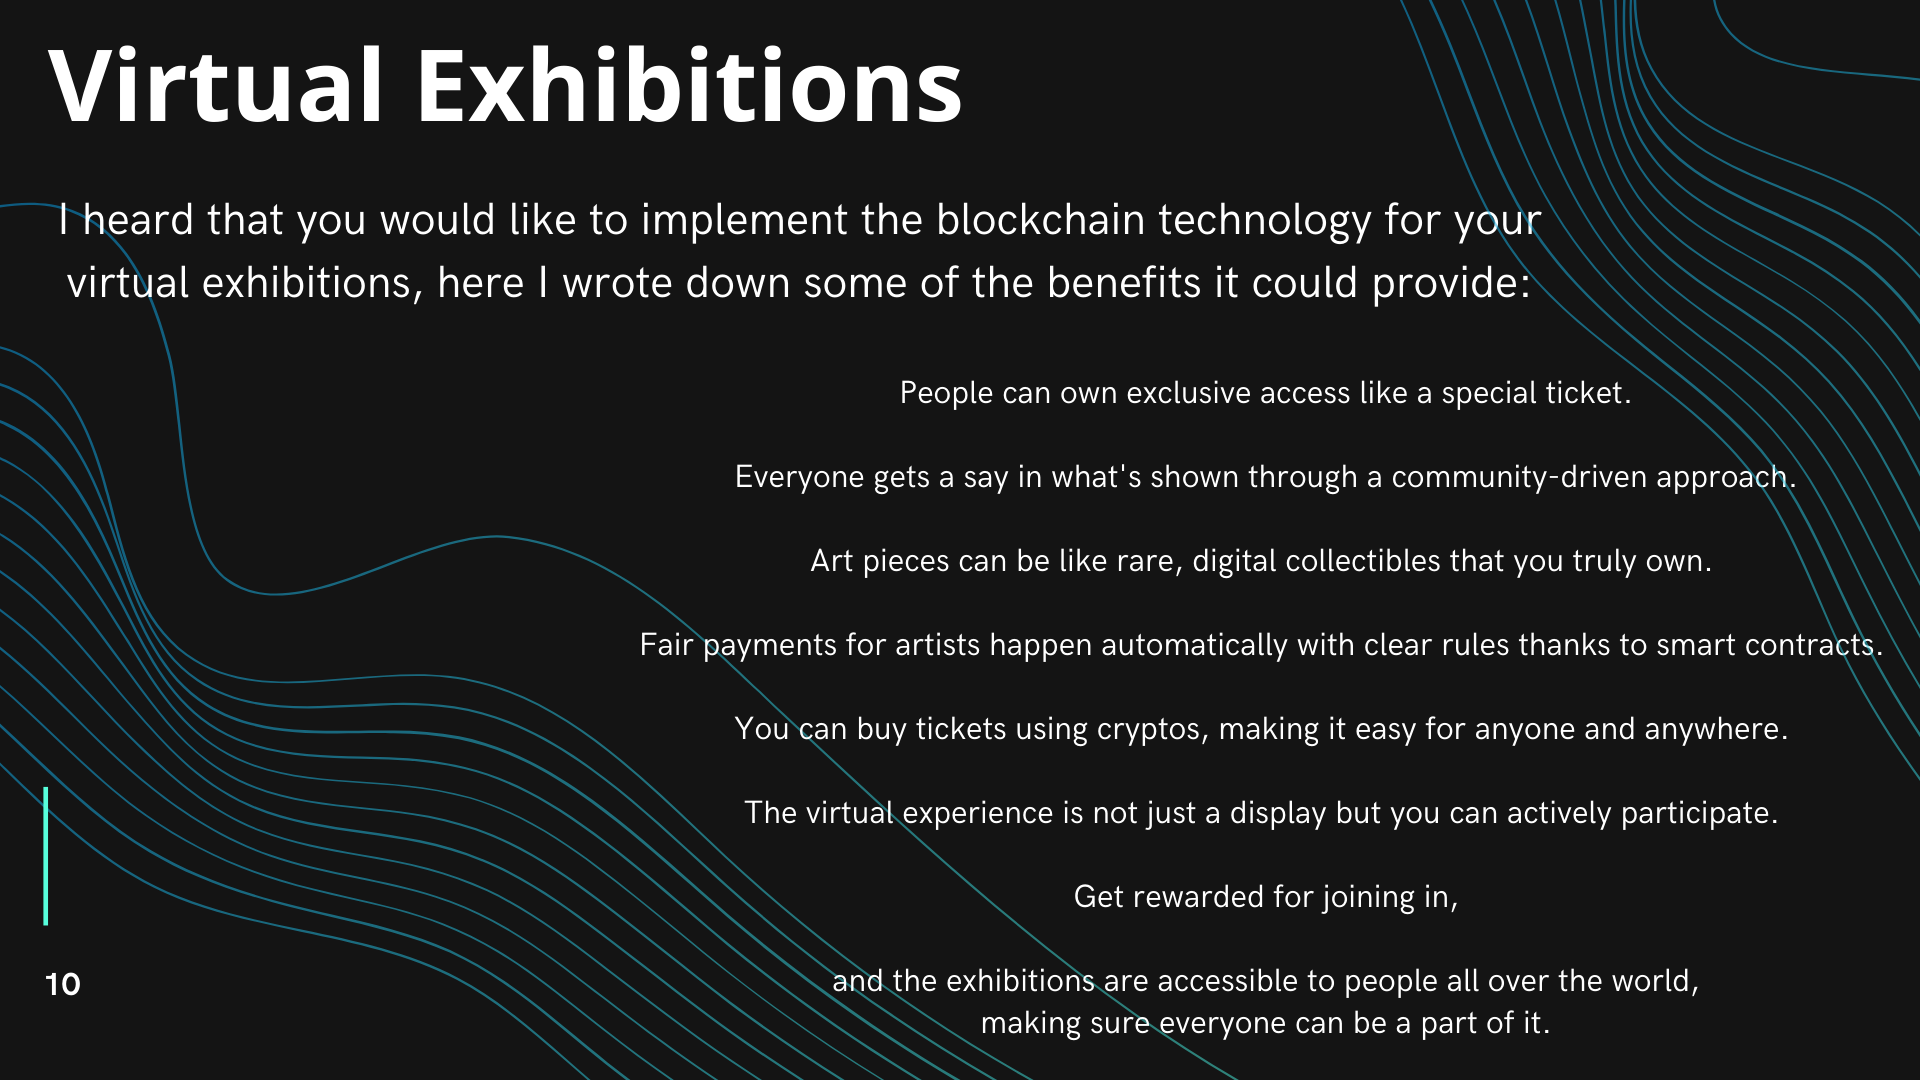 Virtual Exhibitions
I heard that you would like to implement the blockchain technology for your
virtual exhibitions, here I wrote down some of the benefits it could provide:
People can own exclusive access like a special ticket.
Everyone gets a say in what's shown through a community-driven approach.
Art pieces can be like rare, digital collectibles that you truly own.
Fair payments for artists happen automatically with clear rules thanks to smart contracts.
You can buy tickets using cryptos, making it easy for anyone and anywhere.
The virtual experience is not just a display but you can actively participate.
Get rewarded for joining in,
and the exhibitions are accessible to people all over the world,
making sure everyone can be a part of it.
10